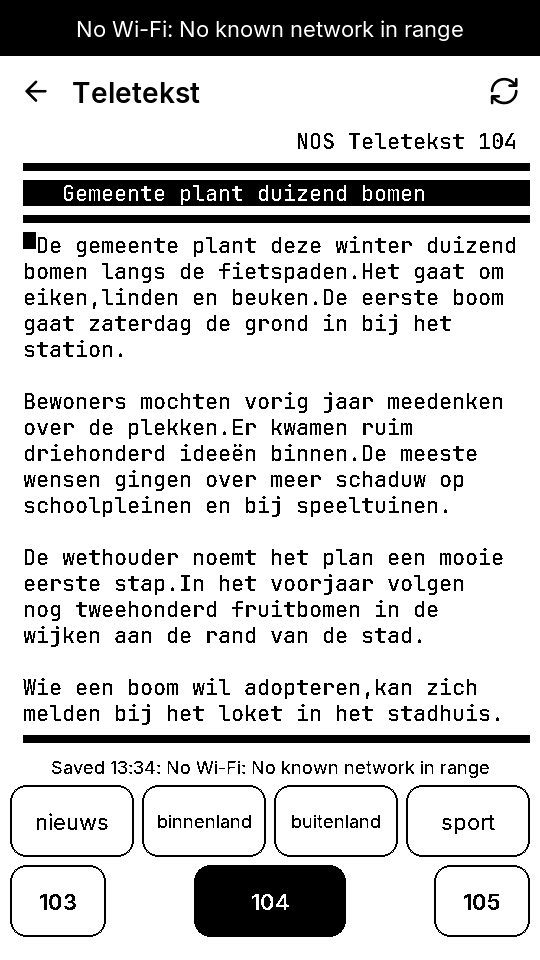 No Wi-Fi: No known network in range
Teletekst
NOS Teletekst 104
Gemeente plant duizend bomen
De gemeente plant deze winter duizend
bomen langs de fietspaden.Het gaat om
eiken,linden en beuken.De eerste boom
gaat zaterdag de grond in bij het
station.
Bewoners mochten vorig jaar meedenken
over de plekken.Er kwamen ruim
driehonderd ideeën binnen.De meeste
wensen gingen over meer schaduw op
schoolpleinen en bij speeltuinen.
De wethouder noemt het plan een mooie
eerste stap.In het voorjaar volgen
nog tweehonderd fruitbomen in de
wijken aan de rand van de stad.
Wie een boom wil adopteren,kan zich
melden bij het loket in het stadhuis.
Saved 13:34: No Wi-Fi: No known network in range
nieuws binnenland buitenland sport
103 104 105